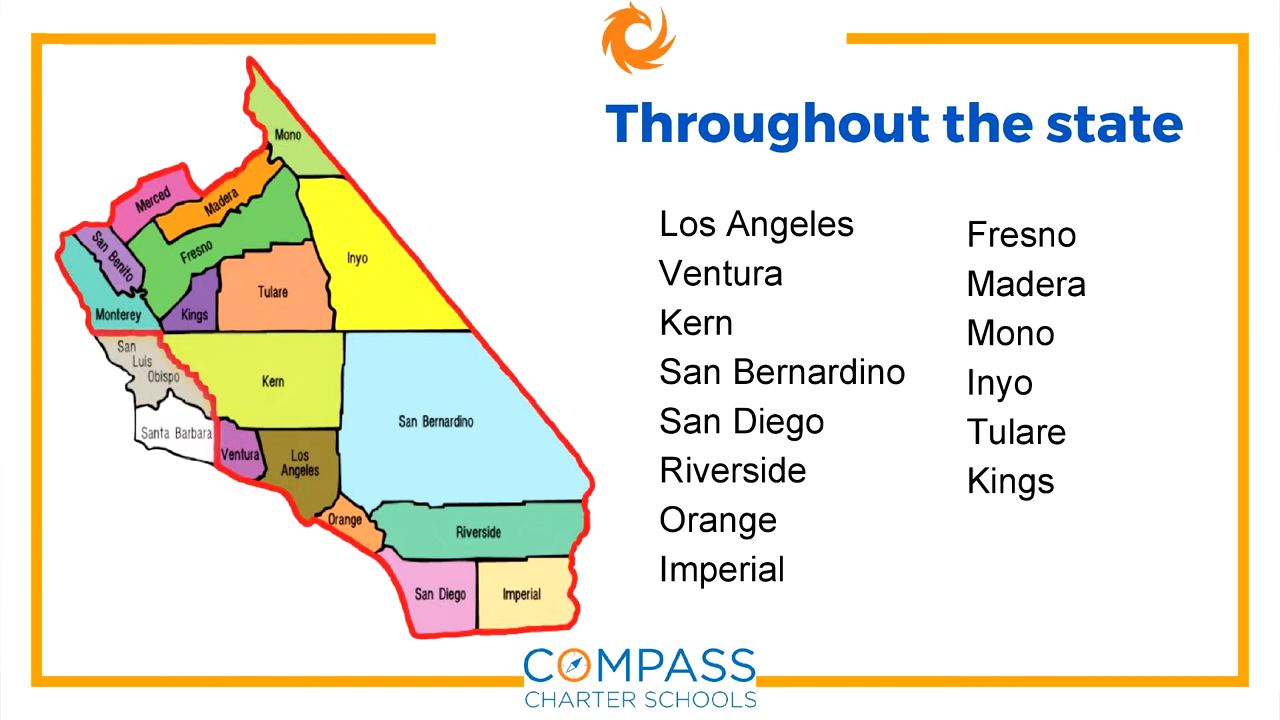 Throughout the state
Mono
Merced
Madera
San Benito
Fresno
Inyo
Tulare
Monterey
Kings
San
Luis
Obispo
Kern
San Bernardino
Santa Barbara
Ventura
Los
Angeles
Orange
Riverside
San Diego
Imperial
Los Angeles
Ventura
Kern
San Bernardino
San Diego
Riverside
Orange
Imperial
Fresno
Madera
Mono
Inyo
Tulare
Kings
COMPASS
CHARTER SCHOOLS